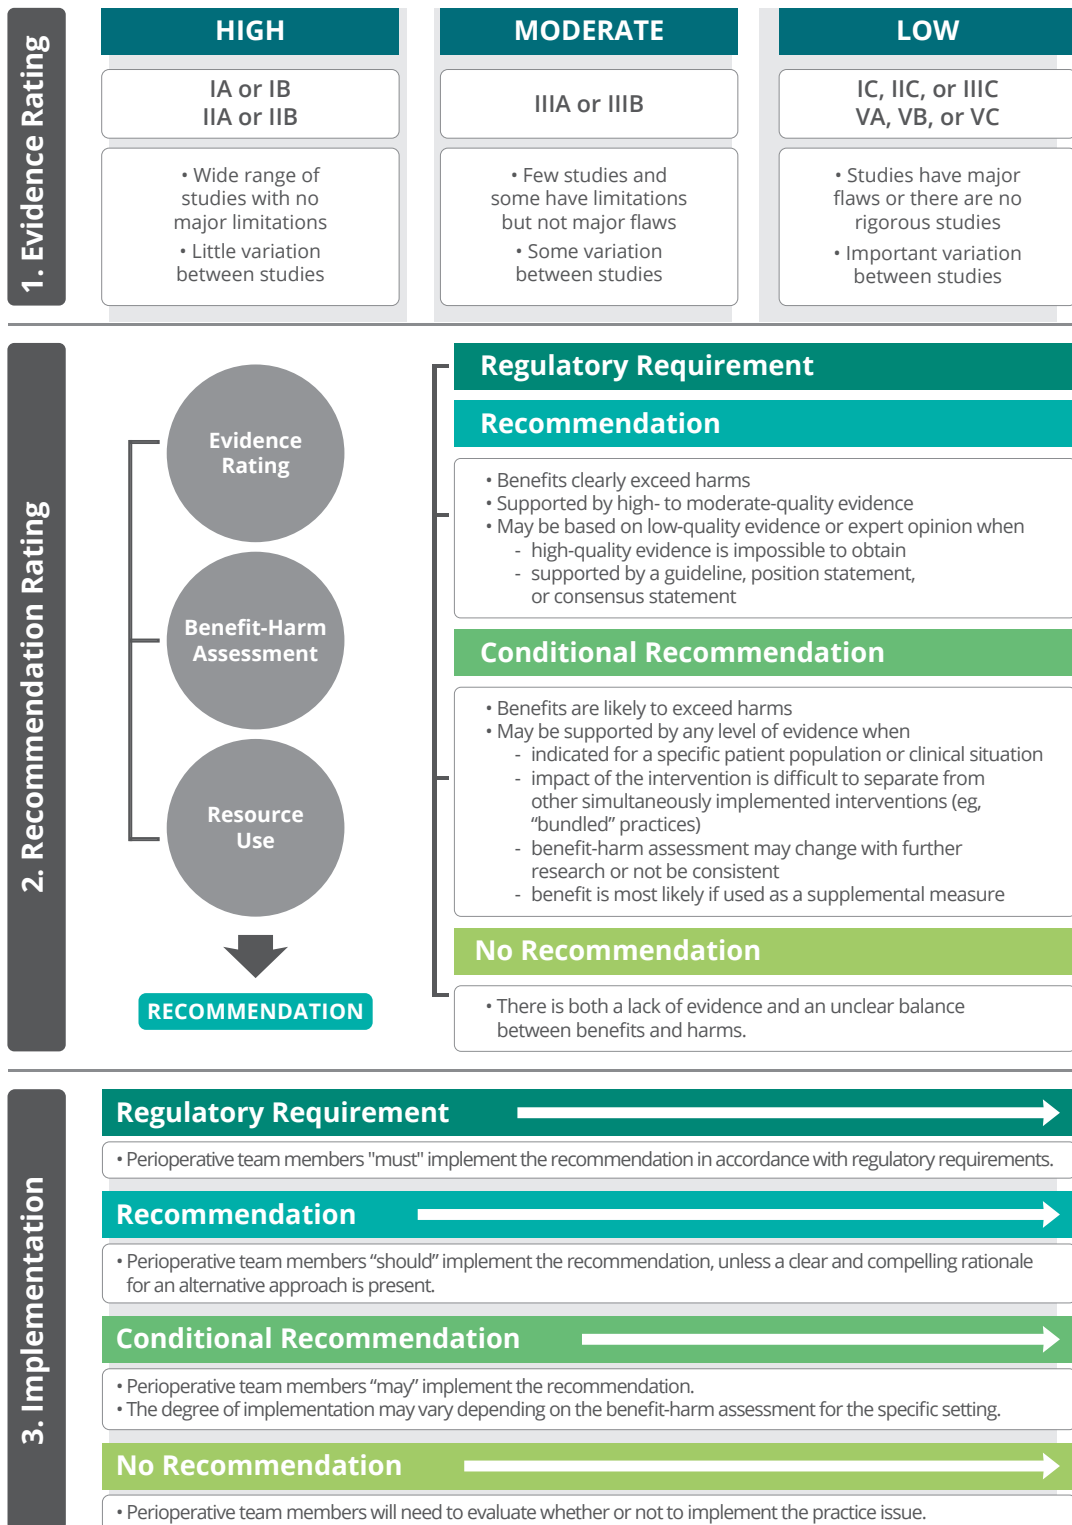 1. Evidence Rating
HIGH
IA or IB
IIA or IIB
• Wide range of
studies with no
major limitations
• Little variation
between studies
MODERATE
IIIA or IIIB
• Few studies and
some have limitations
but not major flaws
• Some variation
between studies
LOW
IC, IIC, or IIIC
VA, VB, or VC
• Studies have major
flaws or there are no
rigorous studies
• Important variation
between studies
2. Recommendation Rating
Evidence
Rating
Benefit-Harm
Assessment
Resource
Use
RECOMMENDATION
Regulatory Requirement
Recommendation
• Benefits clearly exceed harms
• Supported by high- to moderate-quality evidence
• May be based on low-quality evidence or expert opinion when
- high-quality evidence is impossible to obtain
- supported by a guideline, position statement,
or consensus statement
Conditional Recommendation
• Benefits are likely to exceed harms
• May be supported by any level of evidence when
- indicated for a specific patient population or clinical situation
- impact of the intervention is difficult to separate from
other simultaneously implemented interventions (eg,
“bundled” practices)
- benefit-harm assessment may change with further
research or not be consistent
- benefit is most likely if used as a supplemental measure
No Recommendation
• There is both a lack of evidence and an unclear balance
between benefits and harms.
3. Implementation
Regulatory Requirement
• Perioperative team members "must" implement the recommendation in accordance with regulatory requirements.
Recommendation
• Perioperative team members “should” implement the recommendation, unless a clear and compelling rationale
for an alternative approach is present.
Conditional Recommendation
• Perioperative team members “may” implement the recommendation.
• The degree of implementation may vary depending on the benefit-harm assessment for the specific setting.
No Recommendation
• Perioperative team members will need to evaluate whether or not to implement the practice issue.